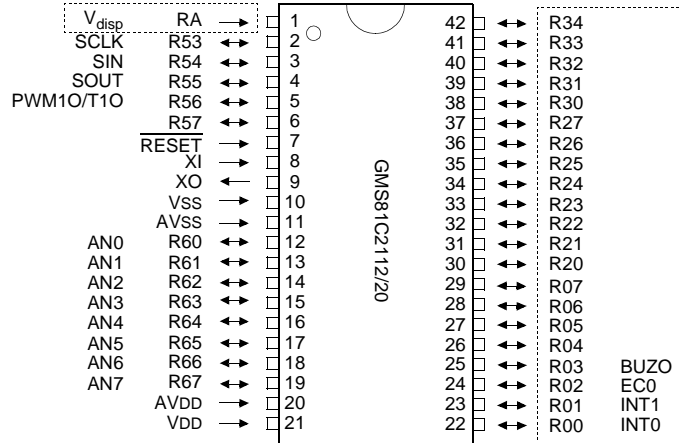 Vdisp RA 1 42 R34
SCLK R53 2 41 R33
SIN R54 3 40 R32
SOUT R55 4 39 R31
PWM1O/T1O R56 5 38 R30
R57 6 37 R27
RESET 7 36 R26
XI 8 35 R25
XO 9 34 R24
VSS 10 33 R23
AVSS 11 32 R22
AN0 R60 12 31 R21
AN1 R61 13 30 R20
AN2 R62 14 29 R07
AN3 R63 15 28 R06
AN4 R64 16 27 R05
AN5 R65 17 26 R04
AN6 R66 18 25 R03 BUZO
AN7 R67 19 24 R02 EC0
AVDD 20 23 R01 INT1
VDD 21 22 R00 INT0
GMS81C2112/20